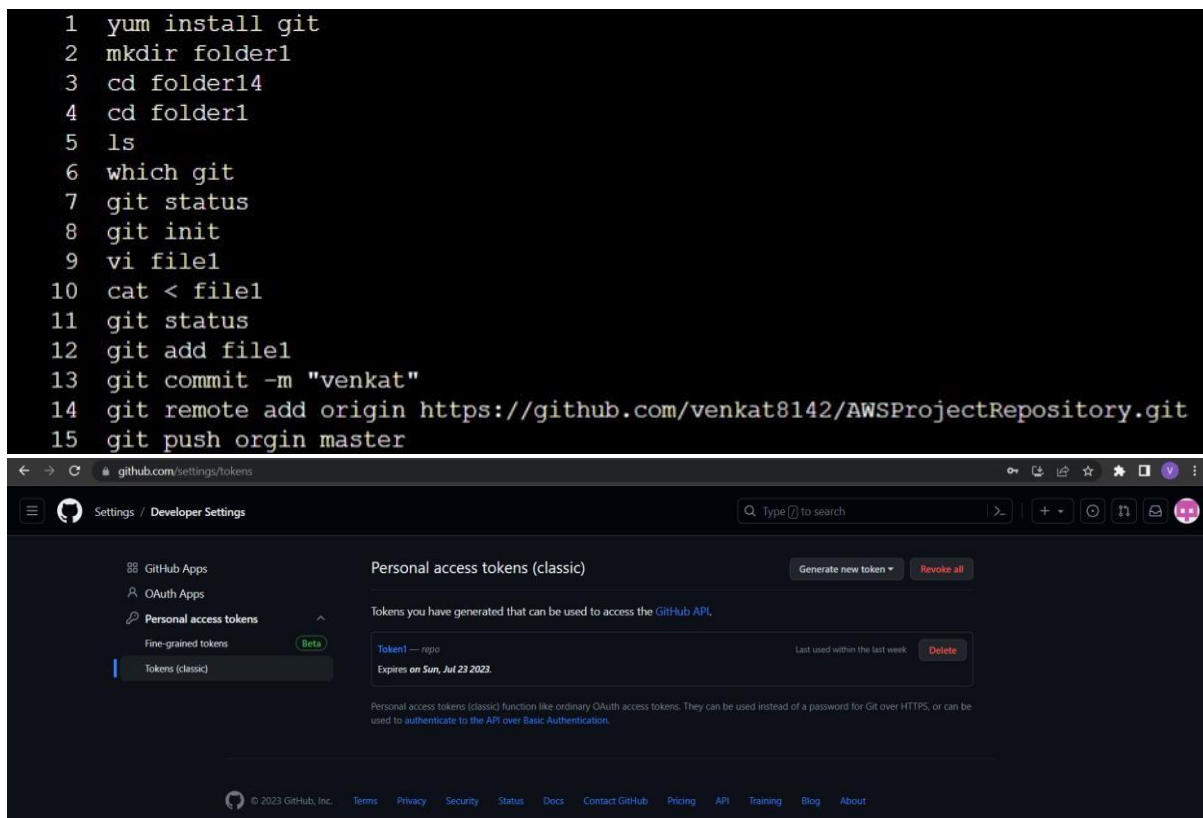 1 yum install git
2 mkdir folder1
3 cd folder14
4 cd folder1
5 ls
6 which git
7 git status
8 git init
9 vi file1
10 cat < file1
11 git status
12 git add file1
13 git commit -m "venkat"
14 git remote add origin https://github.com/venkat8142/AWSProjectRepository.git
15 git push orgin master
github.com/settings/tokens
V
Settings / Developer Settings
Type / to search
GitHub Apps
OAuth Apps
Personal access tokens
Fine-grained tokens Beta
Tokens (classic)
Personal access tokens (classic)
Generate new token
Revoke all
Tokens you have generated that can be used to access the GitHub API.
Token1 — repo
Last used within the last week
Delete
Expires on Sun, Jul 23 2023.
Personal access tokens (classic) function like ordinary OAuth access tokens. They can be used instead of a password for Git over HTTPS, or can be
used to authenticate to the API over Basic Authentication.
© 2023 GitHub, Inc. Terms Privacy Security Status Docs Contact GitHub Pricing API Training Blog About